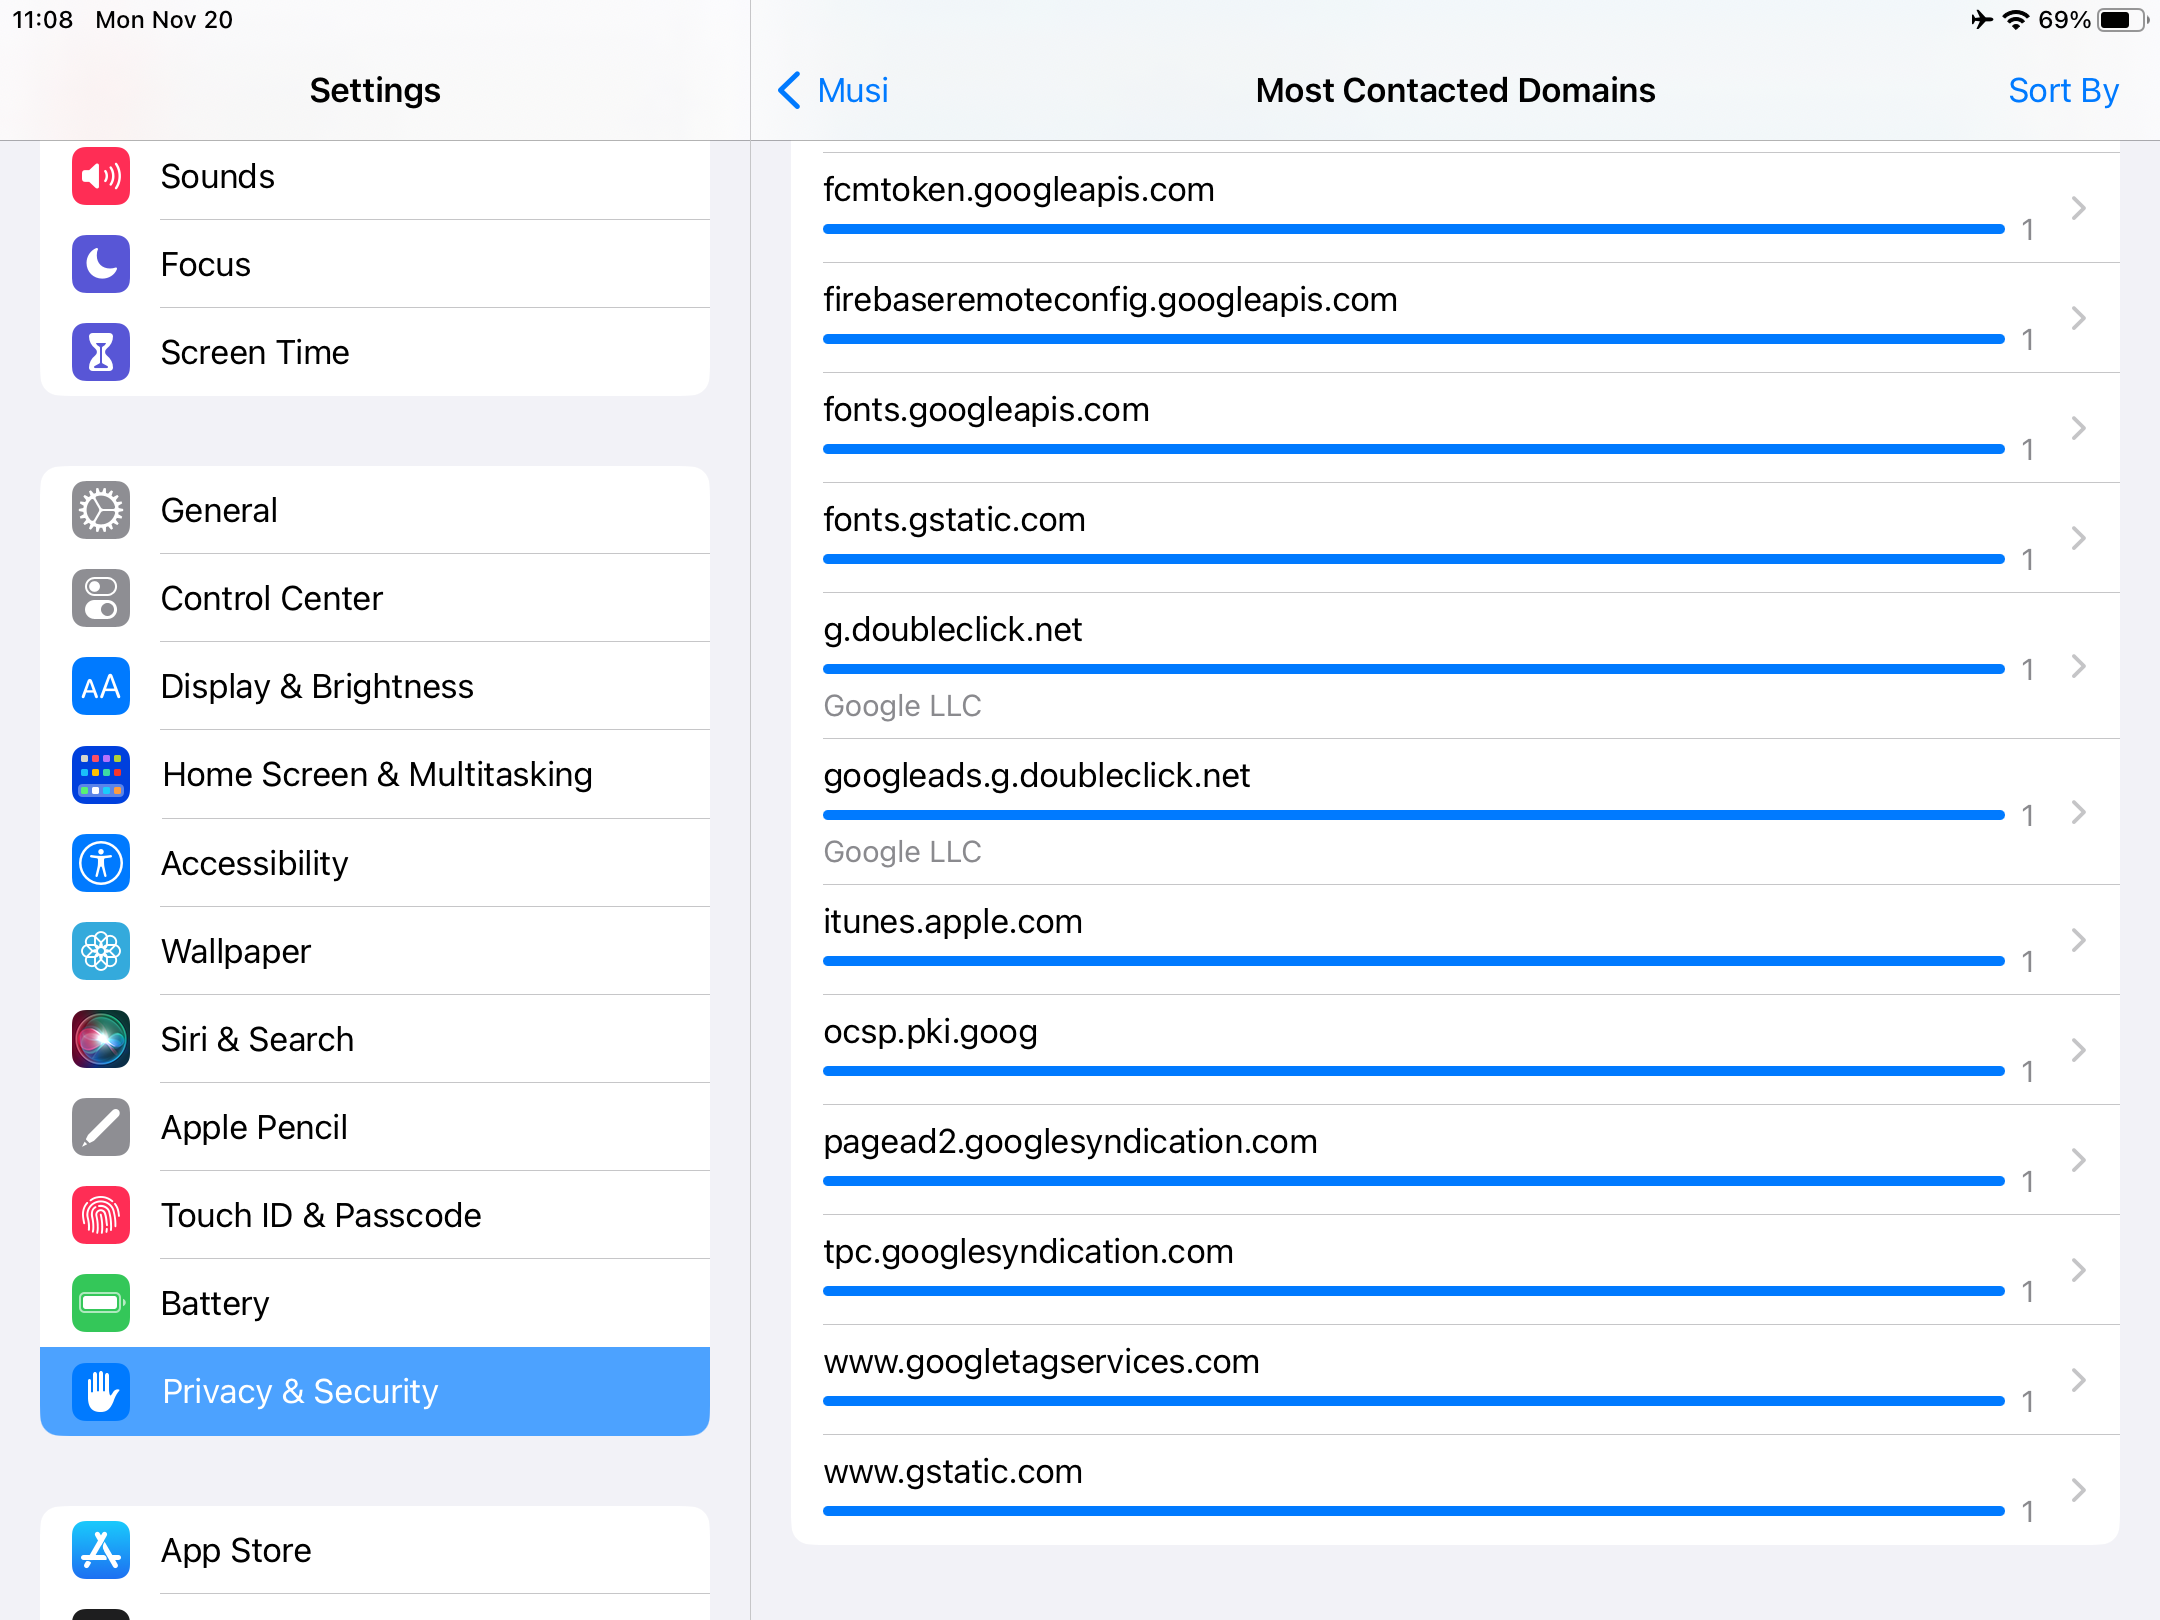 11:08 Mon Nov 20
69%
Settings
Sounds
Focus
Screen Time
General
Control Center
AA Display & Brightness
Home Screen & Multitasking
Accessibility
Wallpaper
Siri & Search
Apple Pencil
Touch ID & Passcode
Battery
Privacy & Security
App Store
Musi
Most Contacted Domains
Sort By
fcmtoken.googleapis.com
1
firebaseremoteconfig.googleapis.com
1
fonts.googleapis.com
1
fonts.gstatic.com
1
g.doubleclick.net
1
Google LLC
googleads.g.doubleclick.net
1
Google LLC
itunes.apple.com
1
ocsp.pki.goog
1
pagead2.googlesyndication.com
1
tpc.googlesyndication.com
1
www.googletagservices.com
1
www.gstatic.com
1